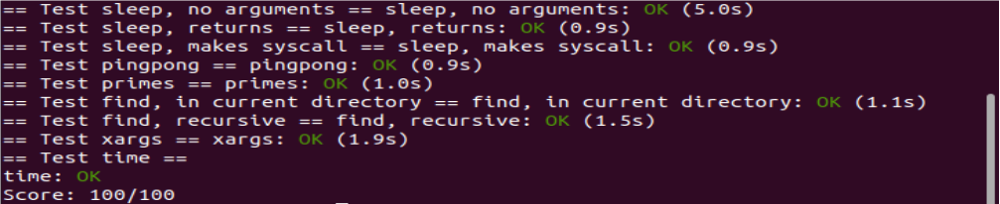 == Test sleep, no arguments == sleep, no arguments: OK (5.0s)
== Test sleep, returns == sleep, returns: OK (0.9s)
== Test sleep, makes syscall == sleep, makes syscall: OK (0.9s)
== Test pingpong == pingpong: OK (0.9s)
== Test primes == primes: OK (1.0s)
== Test find, in current directory == find, in current directory: OK (1.1s)
== Test find, recursive == find, recursive: OK (1.5s)
== Test xargs == xargs: OK (1.9s)
== Test time ==
time: OK
Score: 100/100